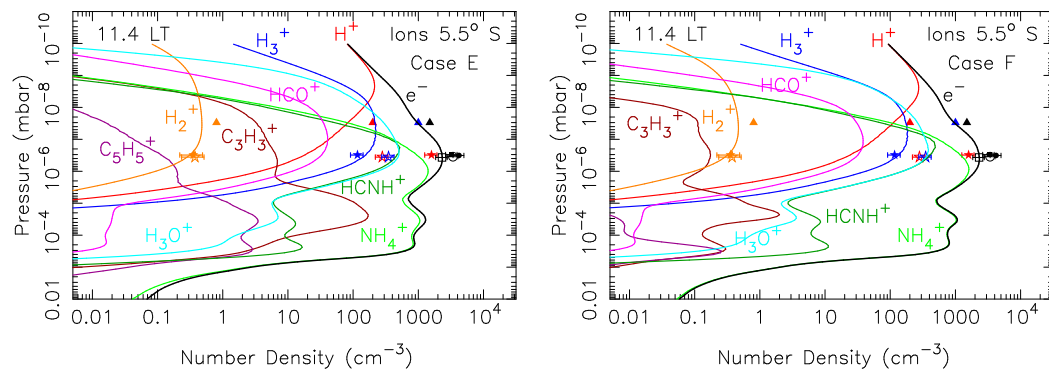 11.4 LT
H3+
H+
Ions 5.5° S
Case E
HCO+
e−
H2+
C3H3+
C5H5+
HCNH+
H3O+
NH4+
10−10
10−8
10−6
10−4
0.01
Pressure (mbar)
0.01 0.1 1 10 100 1000 104
Number Density (cm−3)
11.4 LT
H3+
H+
Ions 5.5° S
Case F
HCO+
e−
C3H3+
H2+
HCNH+
H3O+
NH4+
10−10
10−8
10−6
10−4
0.01
Pressure (mbar)
0.01 0.1 1 10 100 1000 104
Number Density (cm−3)